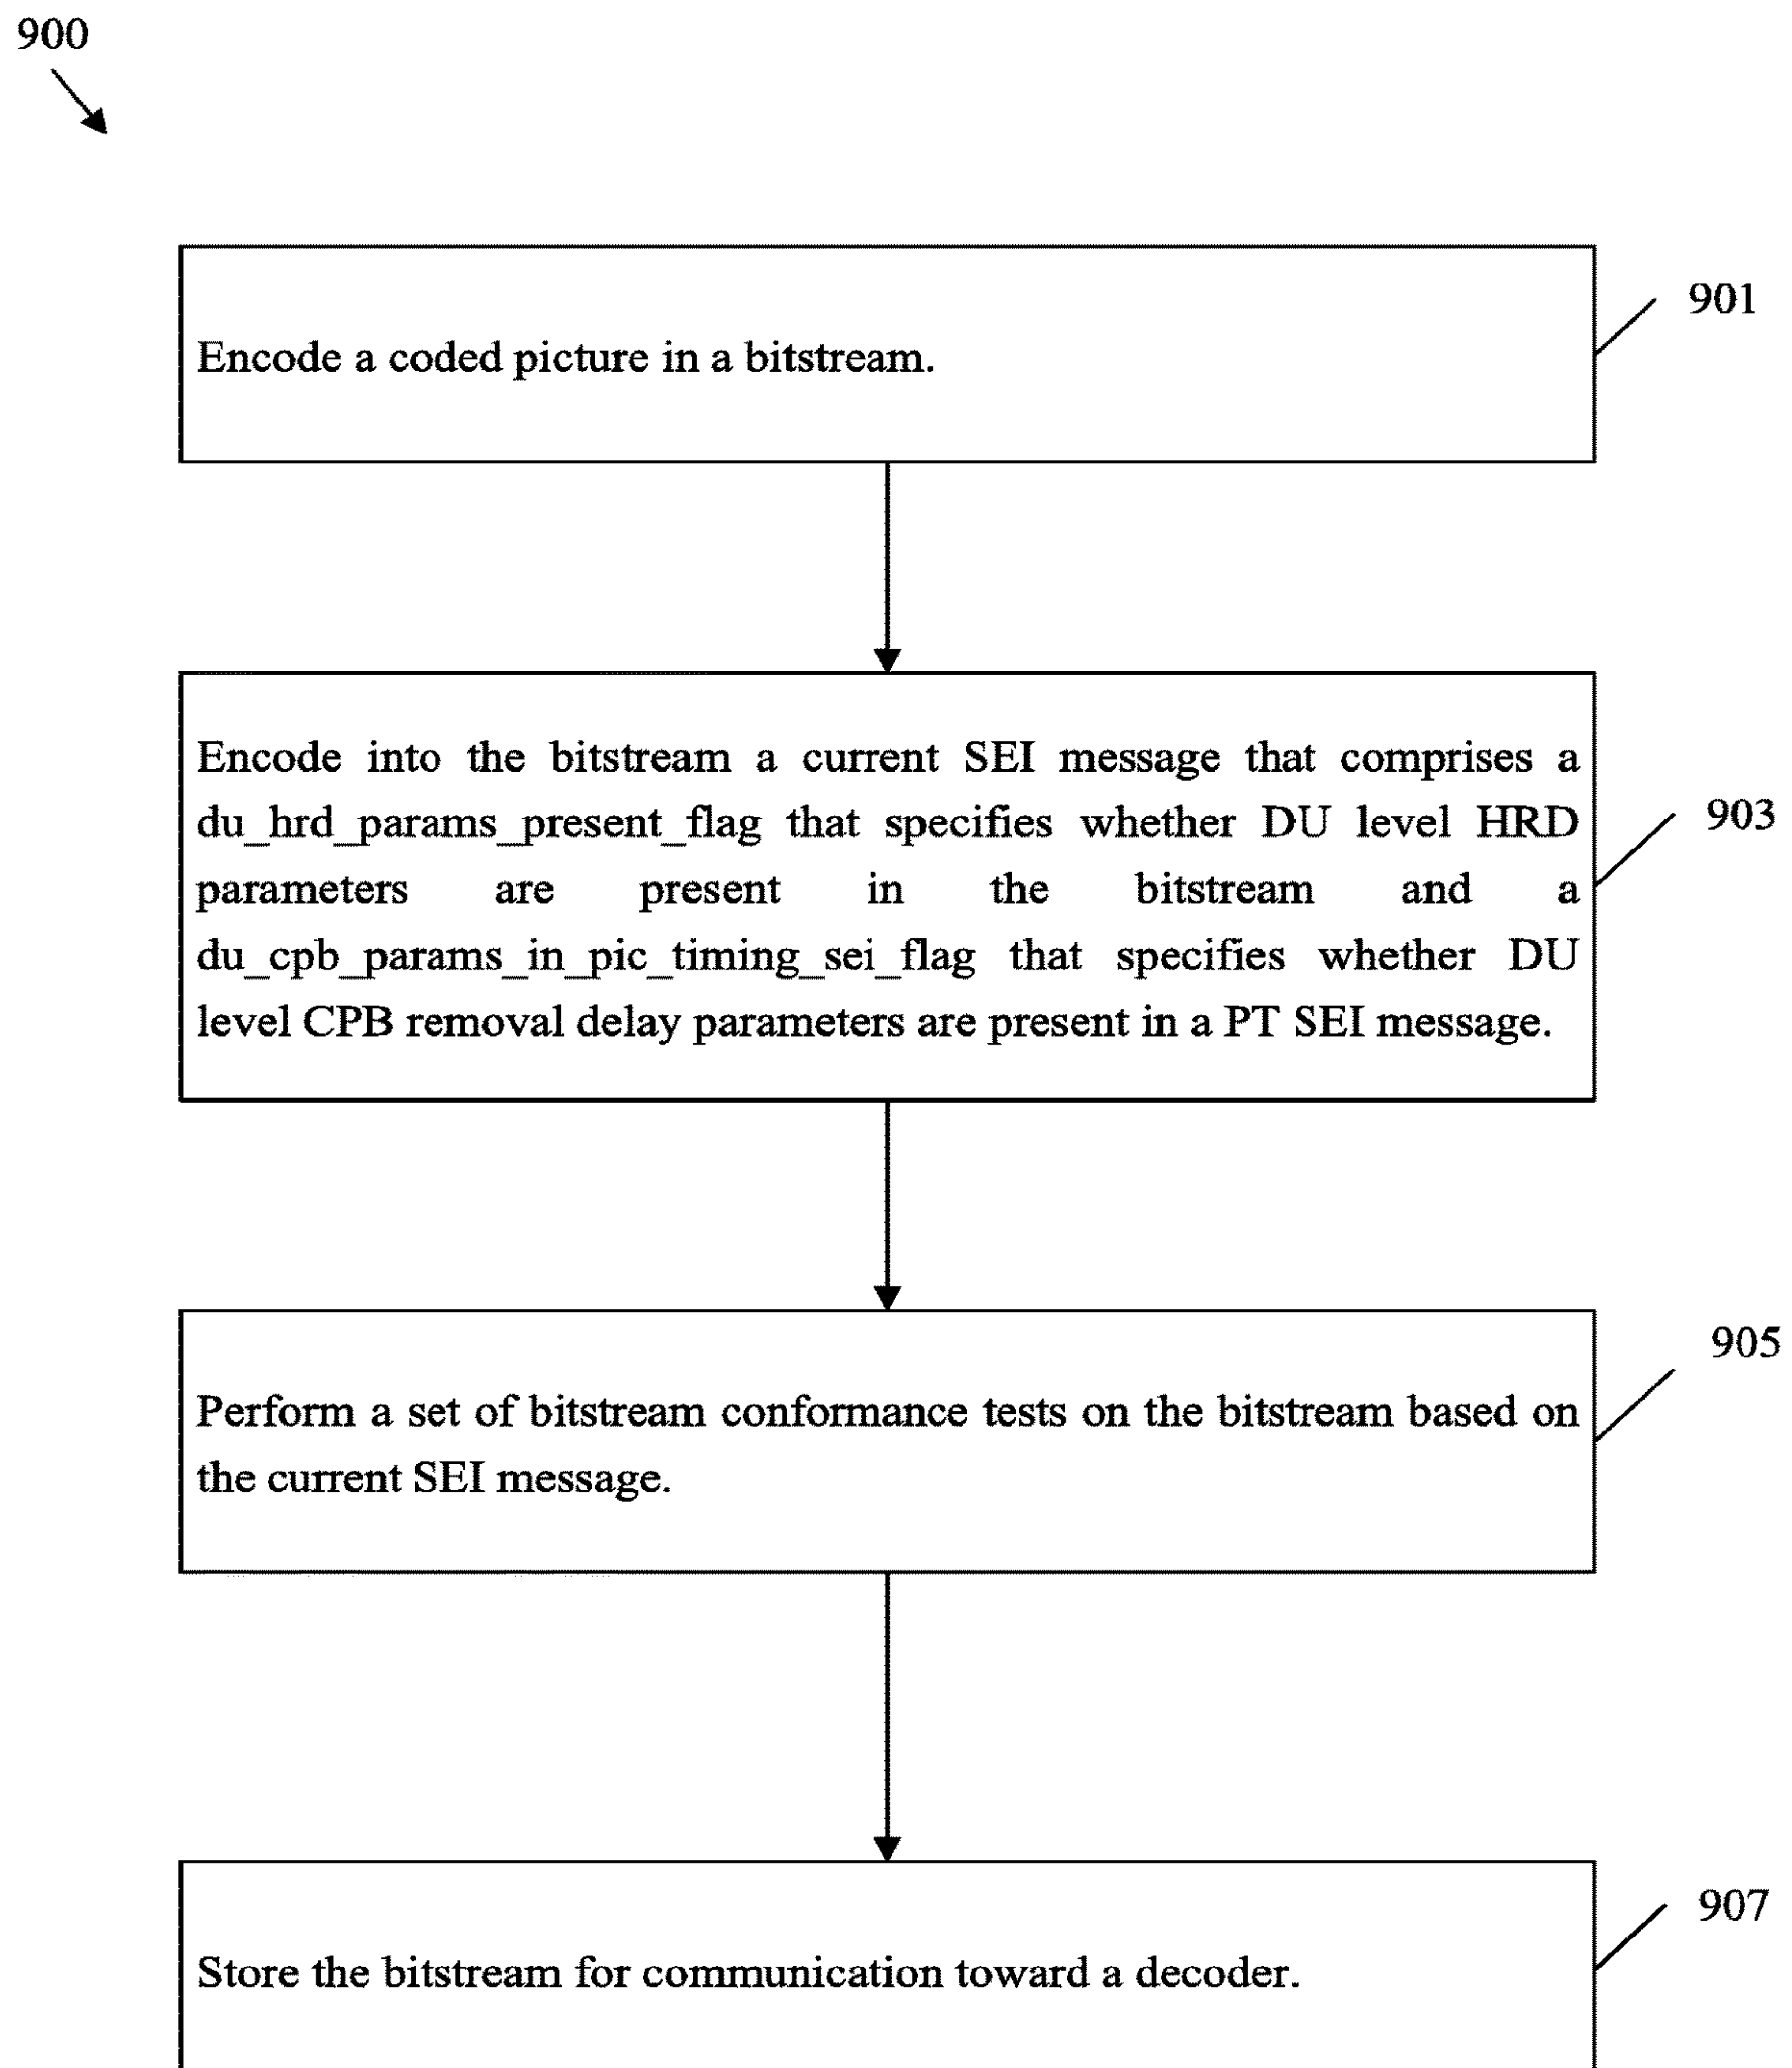 900
Encode a coded picture in a bitstream.
901
Encode into the bitstream a current SEI message that comprises a
du_hrd_params_present_flag that specifies whether DU level HRD
parameters are present in the bitstream and a
du_cpb_params_in_pic_timing_sei_flag that specifies whether DU
level CPB removal delay parameters are present in a PT SEI message.
903
Perform a set of bitstream conformance tests on the bitstream based on
the current SEI message.
905
Store the bitstream for communication toward a decoder.
907